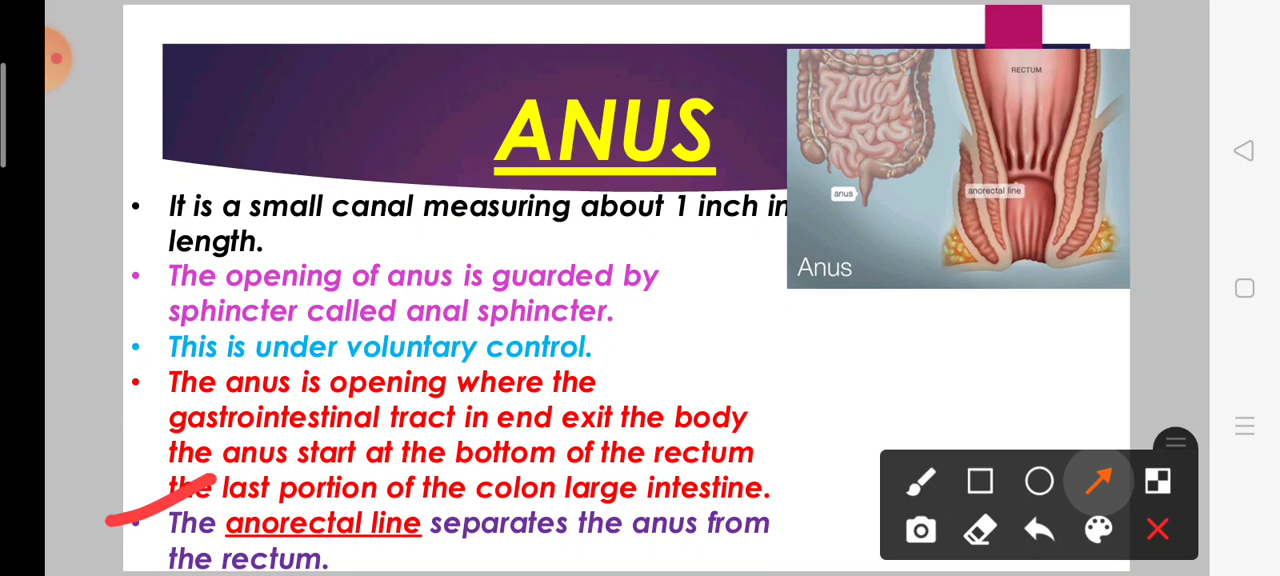 ANUS
RECTUM
anus
anorectal line
Anus
• It is a small canal measuring about 1 inch in
length.
• The opening of anus is guarded by
sphincter called anal sphincter.
• This is under voluntary control.
• The anus is opening where the
gastrointestinal tract in end exit the body
the anus start at the bottom of the rectum
the last portion of the colon large intestine.
• The anorectal line separates the anus from
the rectum.